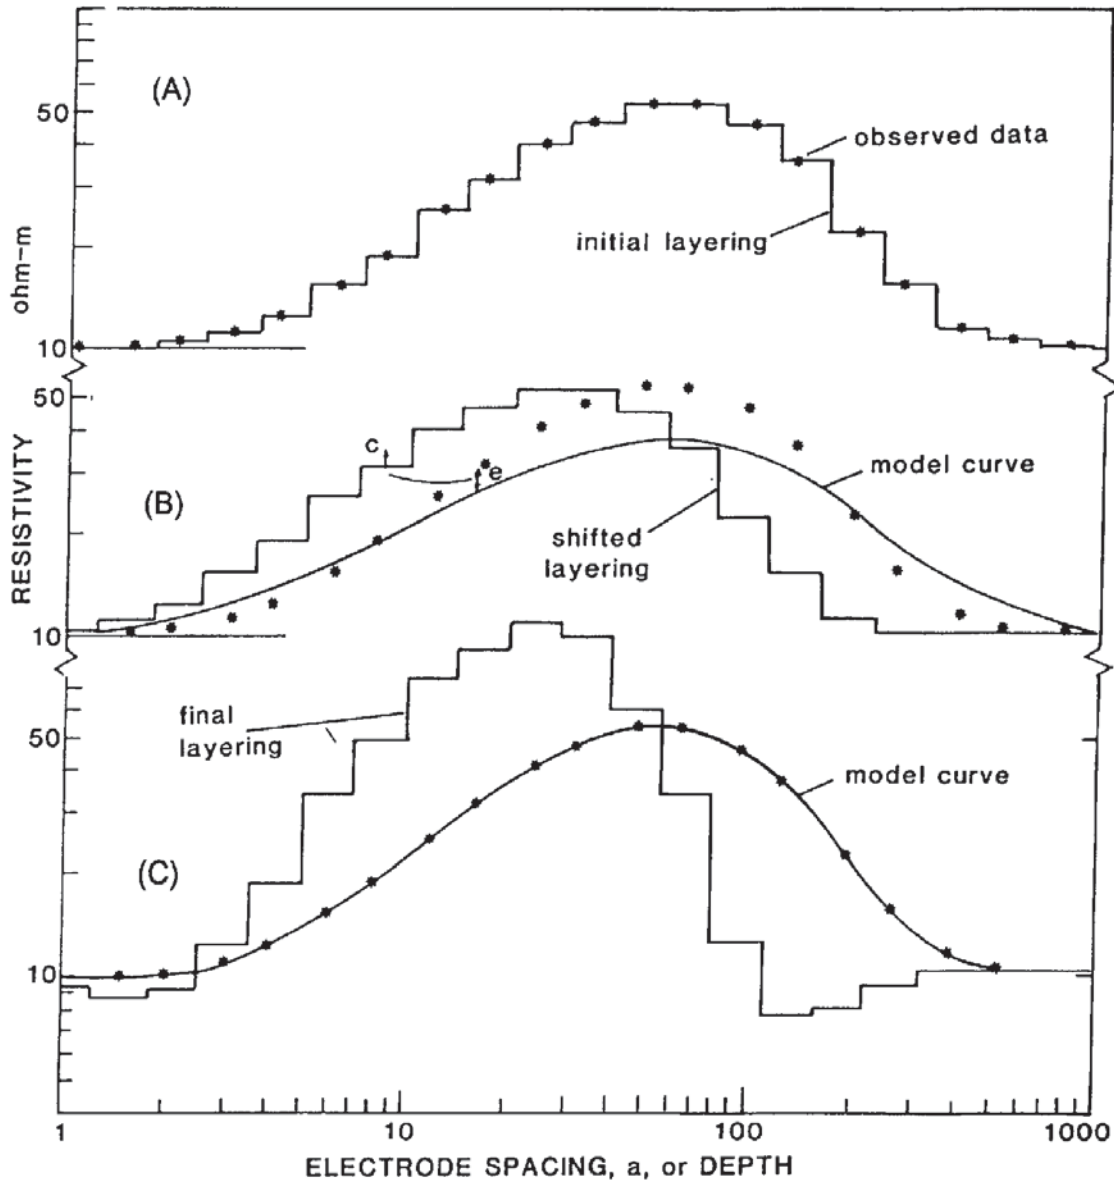 (A)
50
observed data
initial layering
ohm-m
10
50
c
e
model curve
(B)
shifted
layering
RESISTIVITY
10
final
layering
50
model curve
(C)
10
1 10 100 1000
ELECTRODE SPACING, a, or DEPTH